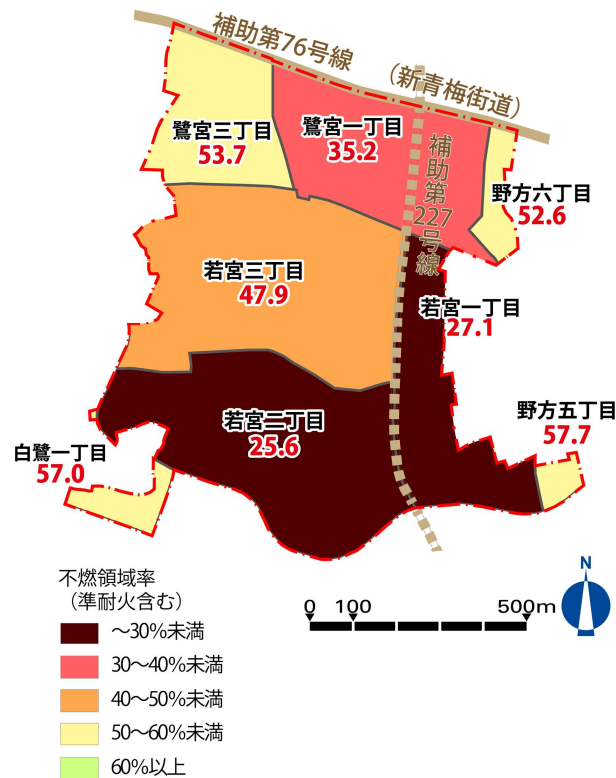 補助第76号線
（新青梅街道）
鷺宮三丁目
53.7
鷺宮一丁目
35.2
補助第227号線
野方六丁目
52.6
若宮三丁目
47.9
若宮一丁目
27.1
若宮二丁目
25.6
野方五丁目
57.7
白鷺一丁目
57.0
不燃領域率
（準耐火含む）
～30％未満
30～40％未満
40～50％未満
50～60％未満
60％以上
0 100 500m
N